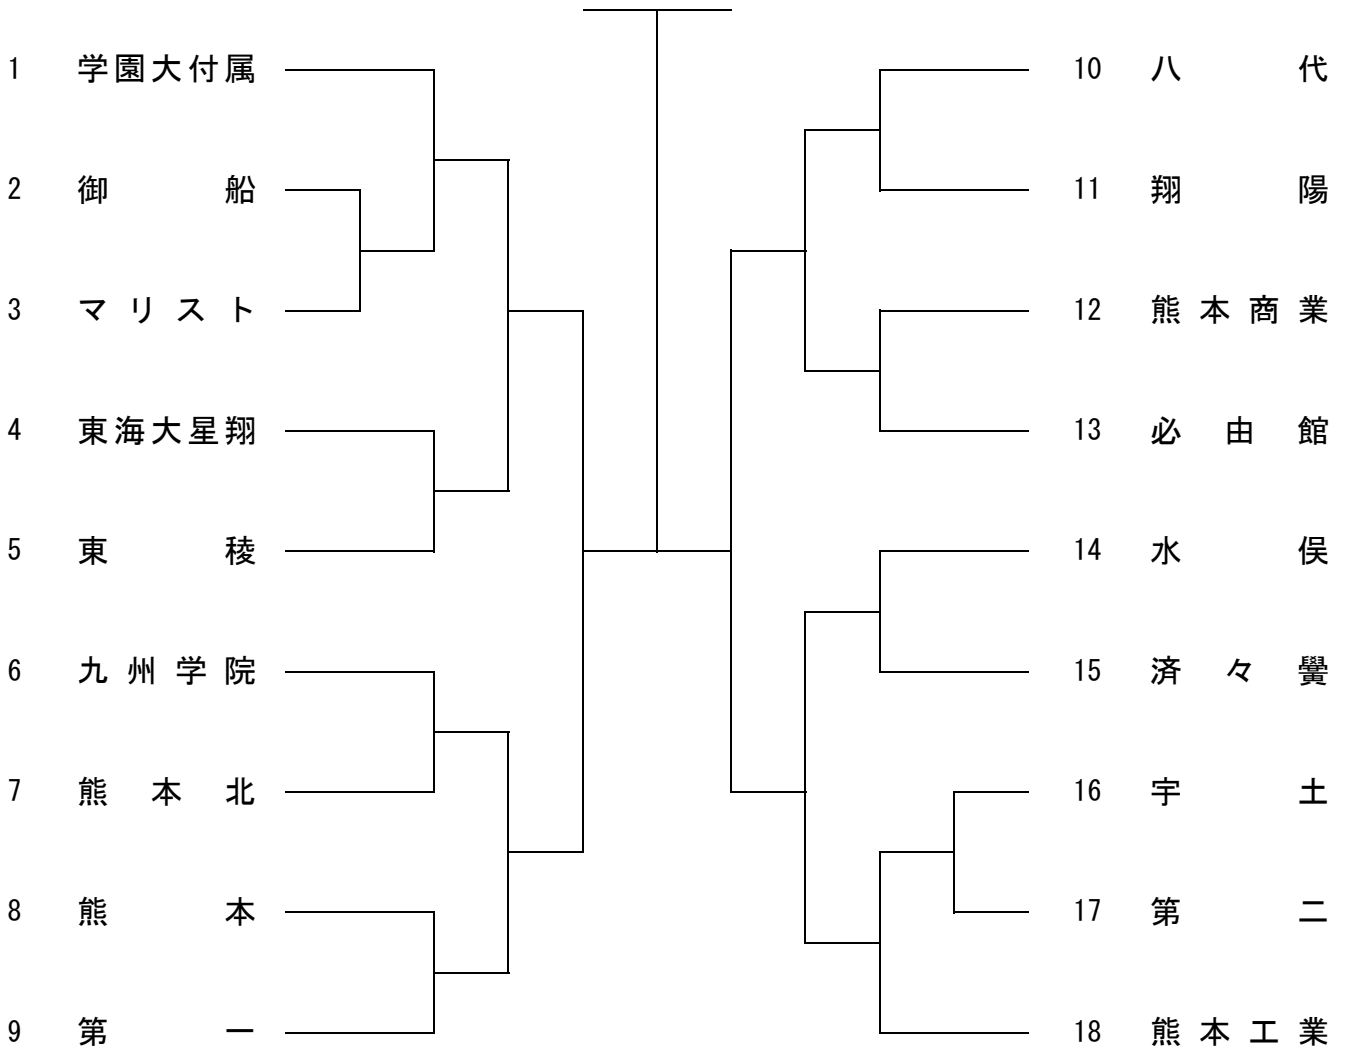 1 学園大付属
2 御船
3 マリスト
4 東海大星翔
5 東稜
6 九州学院
7 熊本北
8 熊本
9 第一
10 八代
11 翔陽
12 熊本商業
13 必由館
14 水俣
15 済々黌
16 宇土
17 第二
18 熊本工業